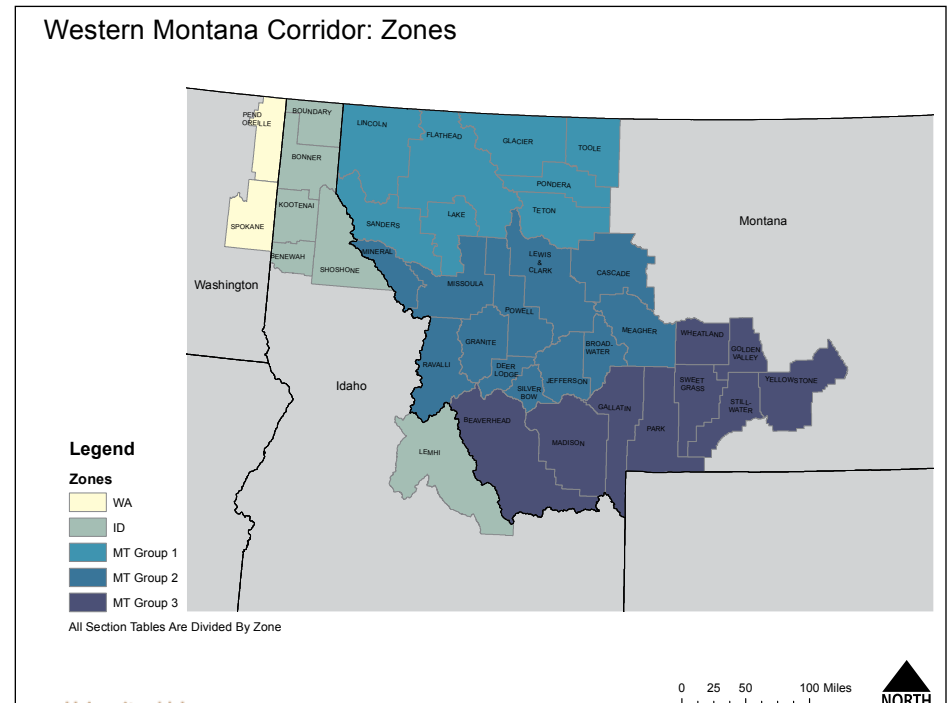 Western Montana Corridor: Zones
PEND
OREILLE
BOUNDARY
LINCOLN
FLATHEAD
GLACIER
TOOLE
BONNER
PONDERA
KOOTENAI
TETON
LAKE
SANDERS
SPOKANE
Montana
MINERAL
BENEWAH
SHOSHONE
LEWIS
&
CLARK
CASCADE
Washington
MISSOULA
POWELL
MEAGHER
WHEATLAND
GRANITE
BROAD-
WATER
GOLDEN
VALLEY
RAVALLI
DEER
LODGE
JEFFERSON
SILVER
BOW
SWEET
GRASS
YELLOWSTONE
Idaho
STILL-
WATER
GALLATIN
BEAVERHEAD
PARK
MADISON
LEMHI
Legend
Zones
WA
ID
MT Group 1
MT Group 2
MT Group 3
All Section Tables Are Divided By Zone
0 25 50 100 Miles
NORTH